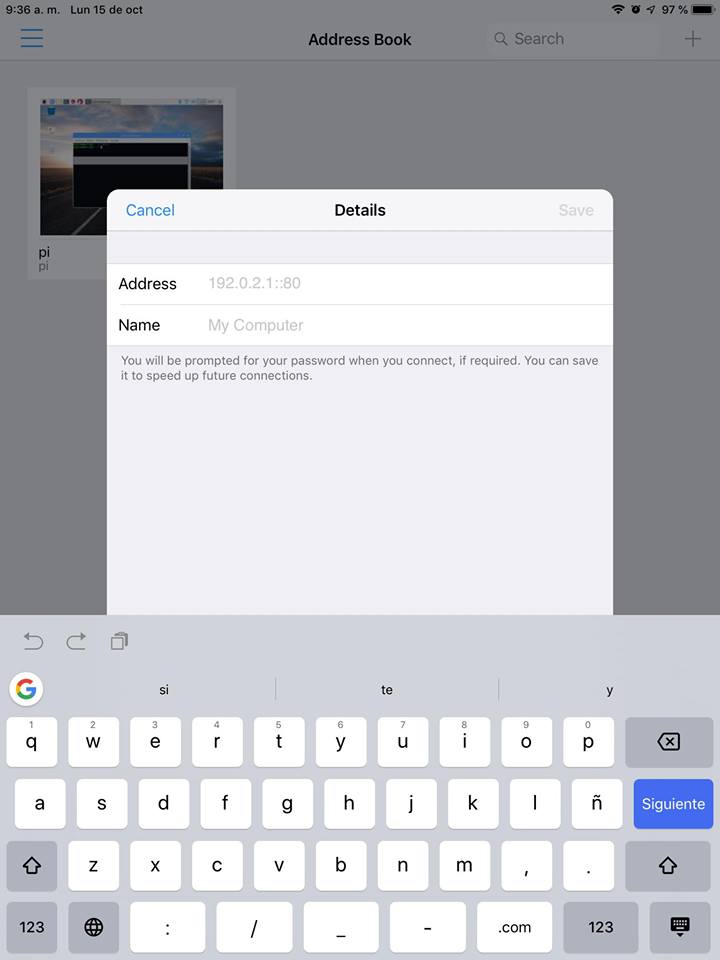 9:36 a. m. Lun 15 de oct 97 %
Address Book
Search
pi
pi
Cancel Details Save
Address 192.0.2.1::80
Name My Computer
You will be prompted for your password when you connect, if required. You can save
it to speed up future connections.
si te y
1 2 3 4 5 6 7 8 9 0
q w e r t y u i o p
a s d f g h j k l ñ Siguiente
z x c v b n m , .
123 : / _ - .com 123